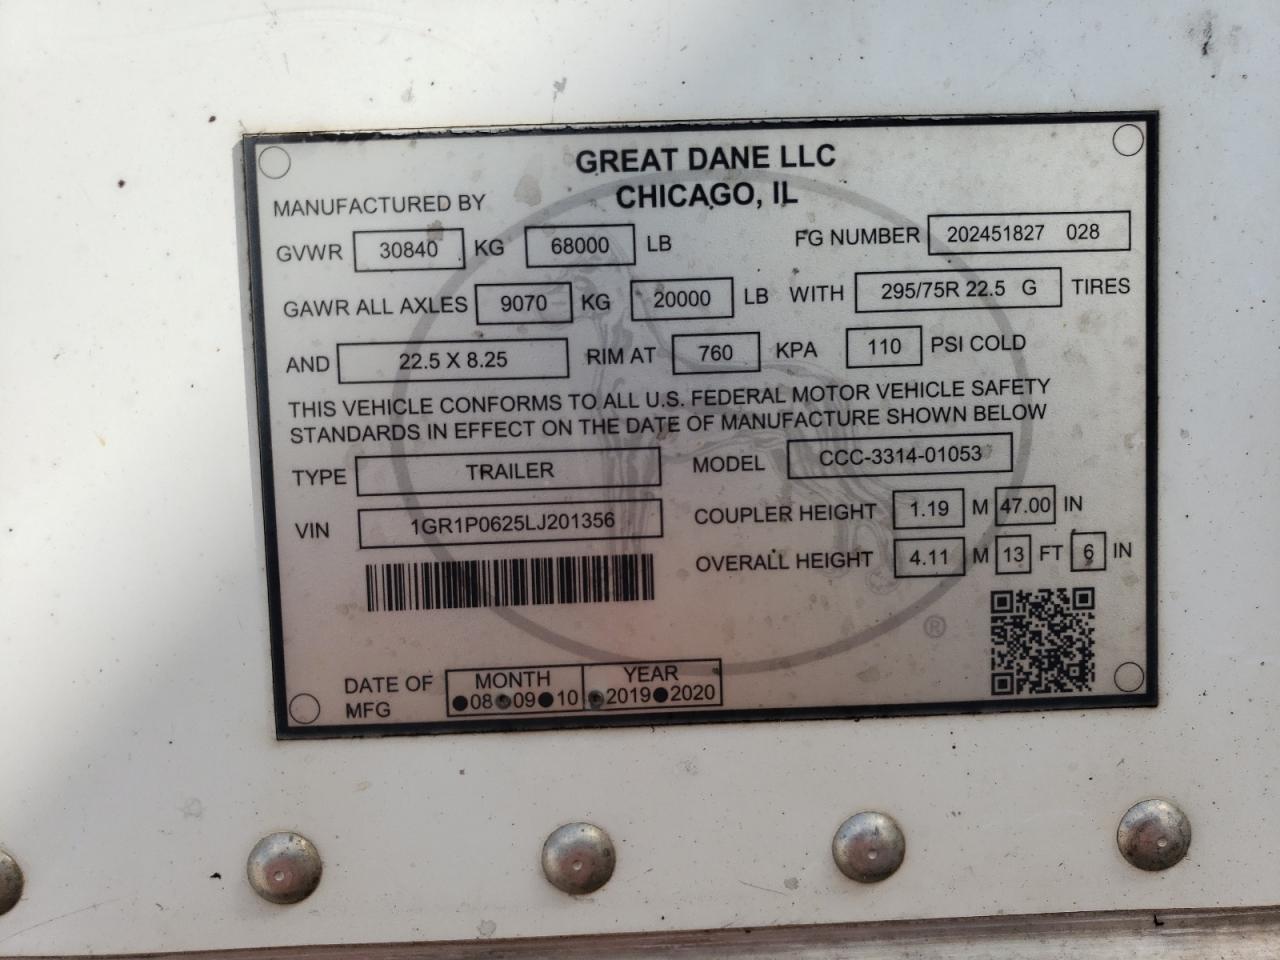 GREAT DANE LLC
MANUFACTURED BY CHICAGO, IL
GVWR 30840 KG 68000 LB FG NUMBER 202451827 028
GAWR ALL AXLES 9070 KG 20000 LB WITH 295/75R 22.5 G TIRES
AND 22.5 X 8.25 RIM AT 760 KPA 110 PSI COLD
THIS VEHICLE CONFORMS TO ALL U.S. FEDERAL MOTOR VEHICLE SAFETY
STANDARDS IN EFFECT ON THE DATE OF MANUFACTURE SHOWN BELOW
TYPE TRAILER MODEL CCC-3314-01053
VIN 1GR1P0625LJ201356 COUPLER HEIGHT 1.19 M 47.00 IN
OVERALL HEIGHT 4.11 M 13 FT 6 IN
®
MONTH YEAR
DATE OF MFG ●08●09●10 ●2019●2020